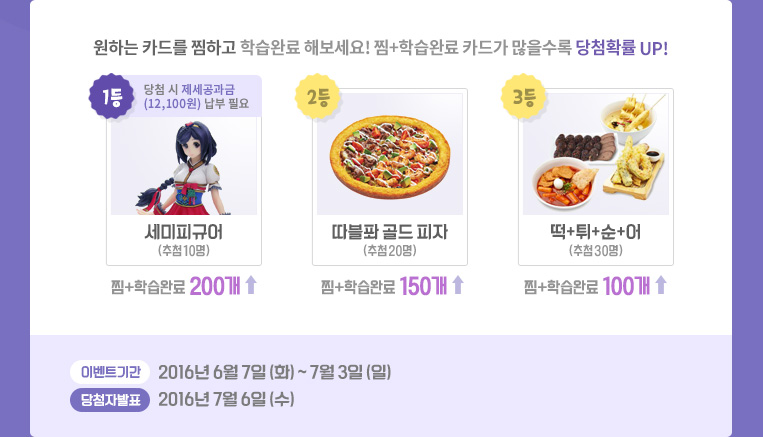 원하는 카드를 찜하고 학습완료 해보세요! 찜+학습완료 카드가 많을수록 당첨확률 UP!
1등
당첨 시 제세공과금
(12,100원) 납부 필요
세미피규어
(추첨10명)
찜+학습완료 200개
2등
따블퐈 골드 피자
(추첨20명)
찜+학습완료 150개
3등
떡+튀+순+어
(추첨30명)
찜+학습완료 100개
이벤트기간 2016년 6월 7일 (화) ~ 7월 3일 (일)
당첨자발표 2016년 7월 6일 (수)